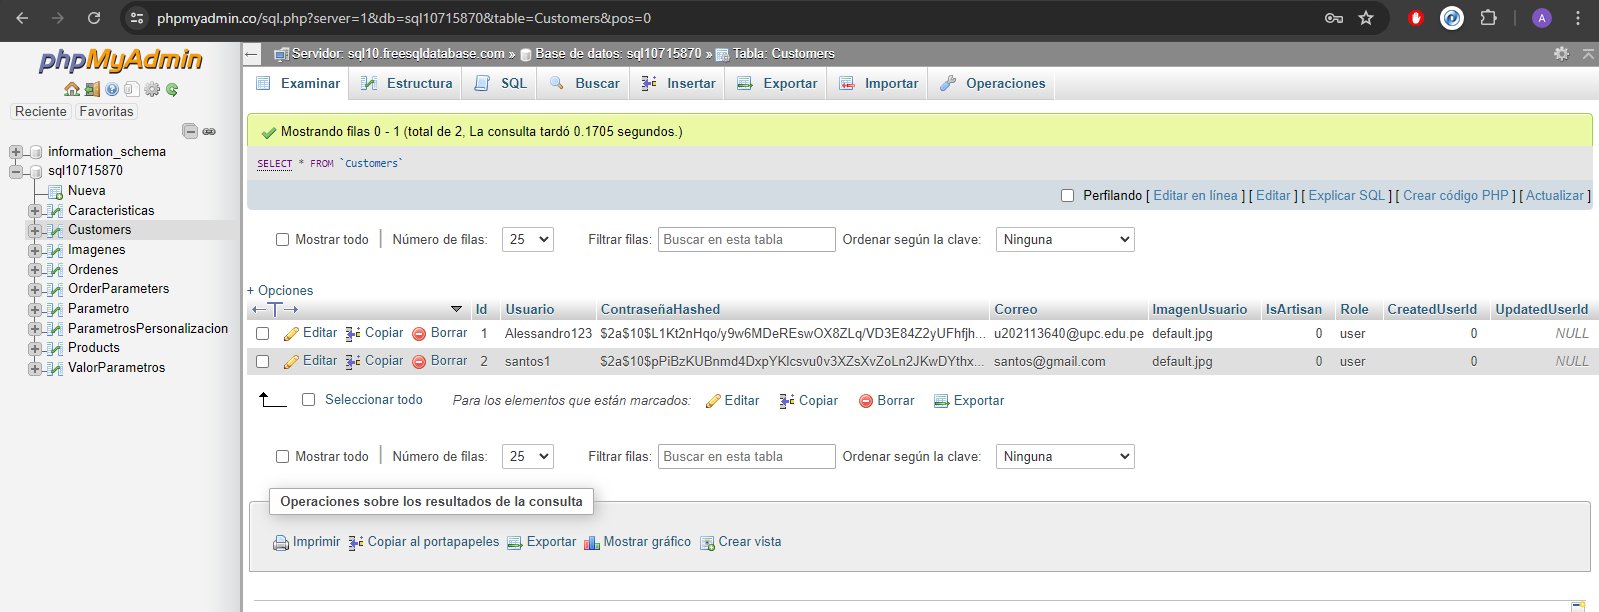 phpmyadmin.co/sql.php?server=1&db=sql10715870&table=Customers&pos=0
A
phpMyAdmin
Reciente Favoritas
information_schema
sql10715870
Nueva
Caracteristicas
Customers
Imagenes
Ordenes
OrderParameters
Parametro
ParametrosPersonalizacion
Products
ValorParametros
Servidor: sql10.freesqldatabase.com » Base de datos: sql10715870 » Tabla: Customers
Examinar Estructura SQL Buscar Insertar Exportar Importar Operaciones
Mostrando filas 0 - 1 (total de 2, La consulta tardó 0.1705 segundos.)
SELECT * FROM `Customers`
Perfilando [ Editar en línea ] [ Editar ] [ Explicar SQL ] [ Crear código PHP ] [ Actualizar ]
Mostrar todo | Número de filas: 25 Filtrar filas: Buscar en esta tabla Ordenar según la clave: Ninguna
+ Opciones
←T→ Id Usuario ContraseñaHashed Correo ImagenUsuario IsArtisan Role CreatedUserId UpdatedUserId
Editar Copiar Borrar 1 Alessandro123 $2a$10$L1Kt2nHqo/y9w6MDeREswOX8ZLq/VD3E84Z2yUFhfjh... u202113640@upc.edu.pe default.jpg 0 user 0 NULL
Editar Copiar Borrar 2 santos1 $2a$10$pPiBzKUBnmd4DxpYKlcsvu0v3XZsXvZoLn2JKwDYthx... santos@gmail.com default.jpg 0 user 0 NULL
Seleccionar todo Para los elementos que están marcados: Editar Copiar Borrar Exportar
Mostrar todo | Número de filas: 25 Filtrar filas: Buscar en esta tabla Ordenar según la clave: Ninguna
Operaciones sobre los resultados de la consulta
Imprimir Copiar al portapapeles Exportar Mostrar gráfico Crear vista